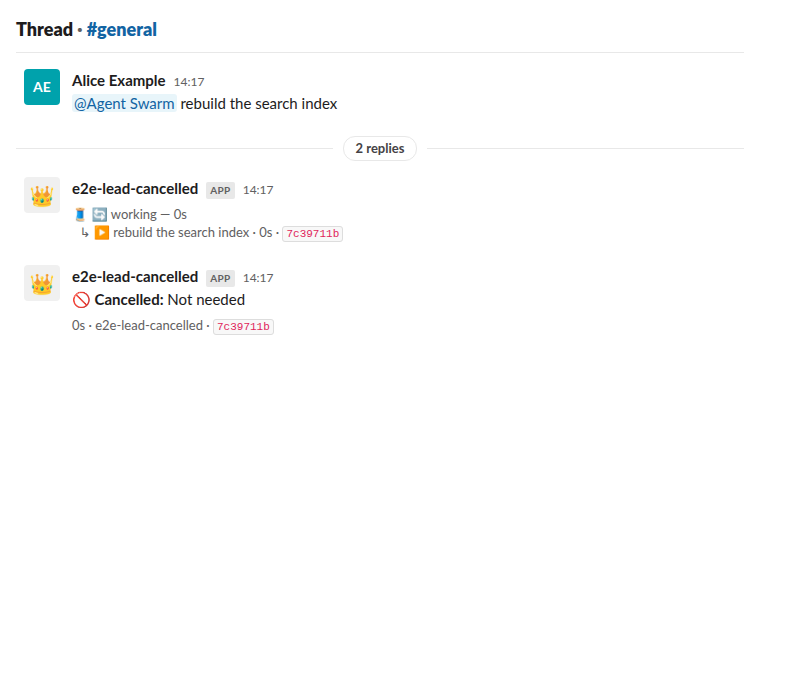 Thread • #general
AE
Alice Example 14:17
@Agent Swarm rebuild the search index
2 replies
e2e-lead-cancelled APP 14:17
🧵 🔄 working — 0s
↳ ▶️ rebuild the search index · 0s · 7c39711b
e2e-lead-cancelled APP 14:17
🚫 Cancelled: Not needed
0s · e2e-lead-cancelled · 7c39711b